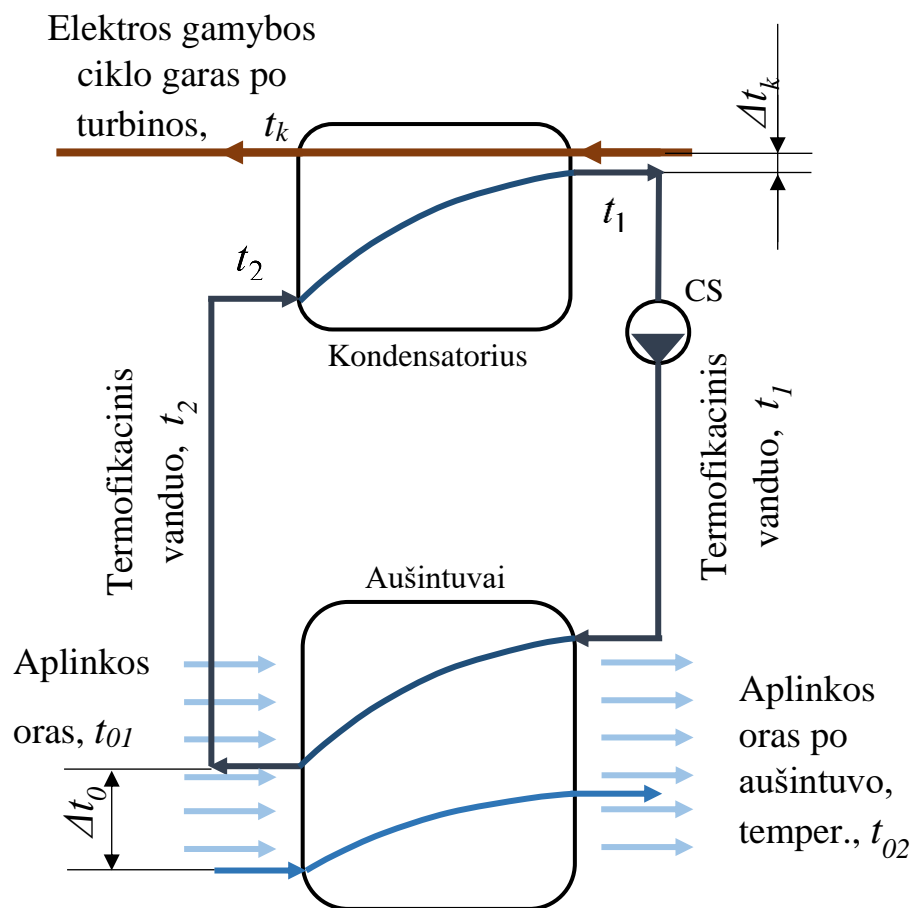 Elektros gamybos
ciklo garas po
turbinos,
t_k
Δt_k
t_1
t_2
CS
Kondensatorius
Termofikacinis
vanduo, t_2
Termofikacinis
vanduo, t_1
Aušintuvai
Aplinkos
oras, t_01
Δt_0
Aplinkos
oras po
aušintuvo,
temper., t_02